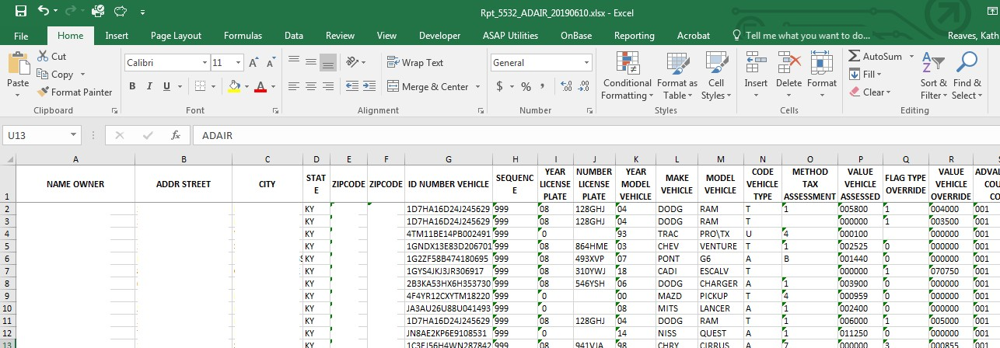 Rpt_5532_ADAIR_20190610.xlsx - Excel
File Home Insert Page Layout Formulas Data Review View Developer ASAP Utilities OnBase Reporting Acrobat Tell me what you want to do... Reaves, Kath
Cut
Copy
Format Painter
Paste
Clipboard
Calibri 11 A A
B I U A
Font
Wrap Text
Merge & Center
Alignment
General
$ % , .0 .00 .00 .0
Number
Conditional Formatting
Format as Table
Cell Styles
Styles
Insert Delete Format
Cells
AutoSum
Fill
Clear
Sort & Filter
Find & Select
Editing
U13 fx ADAIR
A B C D E F G H I J K L M N O P Q R
1 NAME OWNER ADDR STREET CITY STATE ZIPCODE ZIPCODE ID NUMBER VEHICLE SEQUENCE YEAR LICENSE PLATE NUMBER LICENSE PLATE YEAR MODEL VEHICLE MAKE VEHICLE MODEL VEHICLE CODE VEHICLE TYPE METHOD TAX ASSESSMENT VALUE VEHICLE ASSESSED FLAG TYPE OVERRIDE VALUE VEHICLE OVERRIDE ADVAL COU CO
2 KY 1D7HA16D24J245629 999 08 128GHJ 04 DODG RAM T 1 005800 1 004000 001
3 KY 1D7HA16D24J245629 999 08 128GHJ 04 DODG RAM T 000000 1 003500 001
4 KY 4TM11BE14PB002491 999 0 93 TRAC PRO\TX U 4 000100 000000 001
5 KY 1GNDX13E83D206701 999 08 864HME 03 CHEV VENTURE T 1 002525 0 000000 001
6 S KY 1G2ZF58B474180695 999 08 493XVP 07 PONT G6 A B 001440 0 000000 001
7 KY 1GYS4JKJ3JR306917 999 08 310YWJ 18 CADI ESCALV T 000000 1 070750 001
8 KY 2B3KA53HX6H353730 999 08 546YSH 06 DODG CHARGER A 1 003900 0 000000 001
9 KY 4F4YR12CXYTM18220 999 0 00 MAZD PICKUP T 4 000959 0 000000 001
10 KY JA3AU26U88U041493 999 0 08 MITS LANCER A 1 002400 0 000000 001
11 KY 1D7HA16D24J245629 999 08 128GHJ 04 DODG RAM T 1 006000 1 005000 001
12 KY JN8AE2KP6E9108531 999 0 14 NISS QUEST A 1 011250 0 000000 001
13 KY 1C3EJ56H4WN287842 999 08 941VJA 98 CHRY CIRRUS A 7 000000 3 000855 001